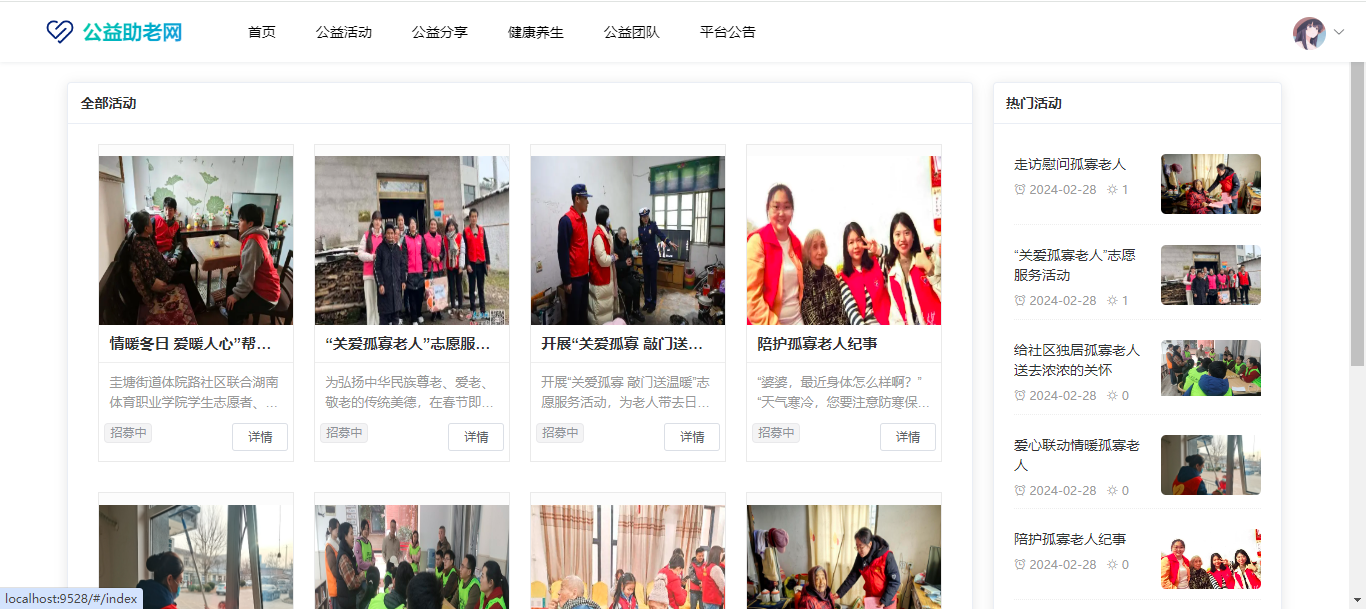 公益助老网
首页
公益活动
公益分享
健康养生
公益团队
平台公告
全部活动
情暖冬日 爱暖人心”帮...
圭塘街道体院路社区联合湖南
体育职业学院学生志愿者、...
招募中
详情
“关爱孤寡老人”志愿服...
为弘扬中华民族尊老、爱老、
敬老的传统美德，在春节即...
招募中
详情
开展“关爱孤寡 敲门送...
开展“关爱孤寡 敲门送温暖”志
愿服务活动，为老人带去日...
招募中
详情
陪护孤寡老人纪事
“婆婆，最近身体怎么样啊？”
“天气寒冷，您要注意防寒保...
招募中
详情
热门活动
走访慰问孤寡老人
2024-02-28 1
“关爱孤寡老人”志愿
服务活动
2024-02-28 1
给社区独居孤寡老人
送去浓浓的关怀
2024-02-28 0
爱心联动情暖孤寡老
人
2024-02-28 0
陪护孤寡老人纪事
2024-02-28 0
localhost:9528/#/index